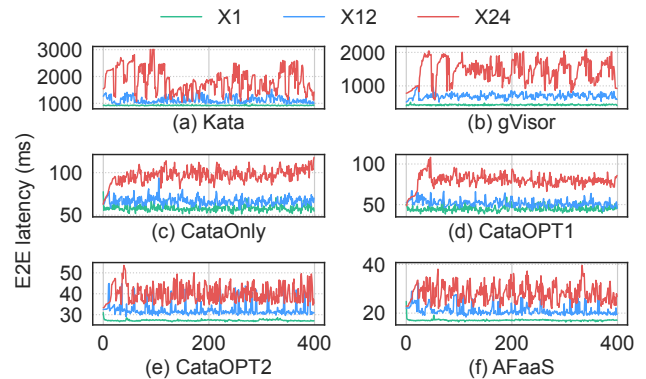 X1 X12 X24
E2E latency (ms)
3000
2000
1000
(a) Kata
2000
1000
(b) gVisor
100
50
(c) CataOnly
100
50
(d) CataOPT1
50
40
30
0 200 400
(e) CataOPT2
40
20
0 200 400
(f) AFaaS